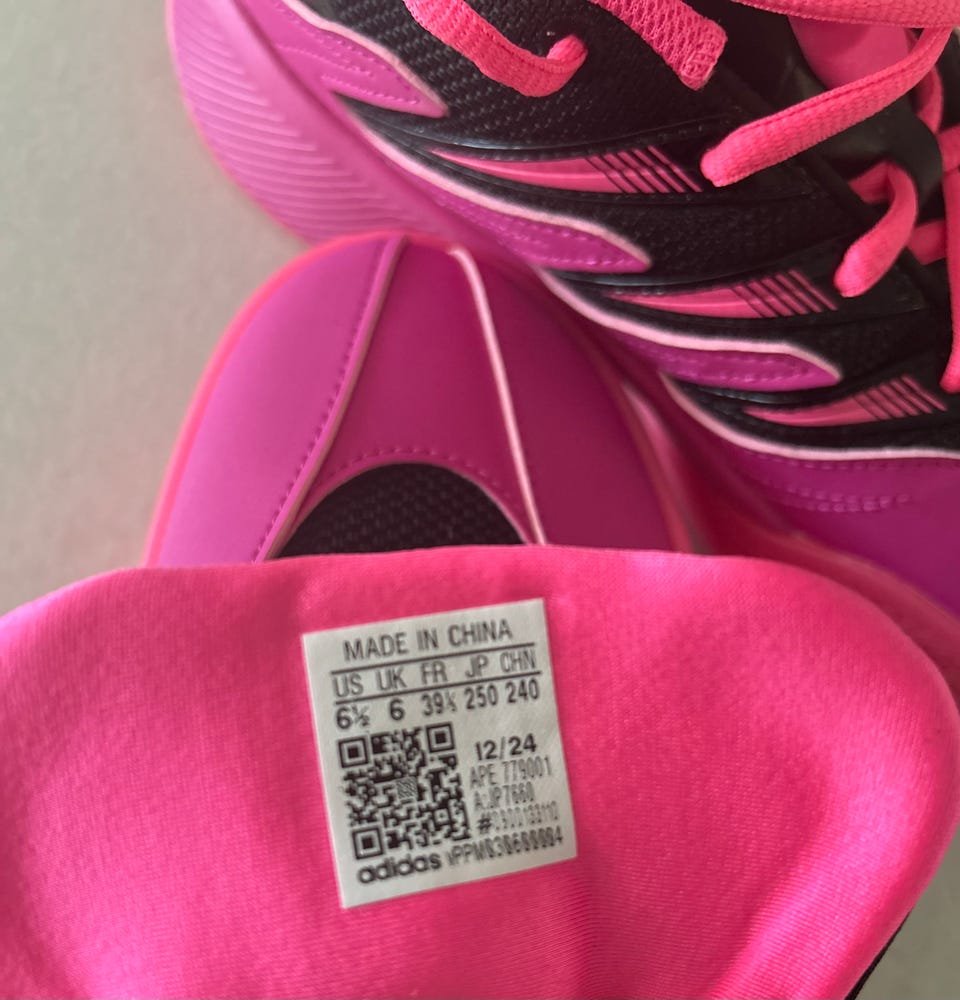 MADE IN CHINA
US UK FR JP CHN
6½ 6 39⅓ 250 240
12/24
APE 779001
A:JP7660
adidas